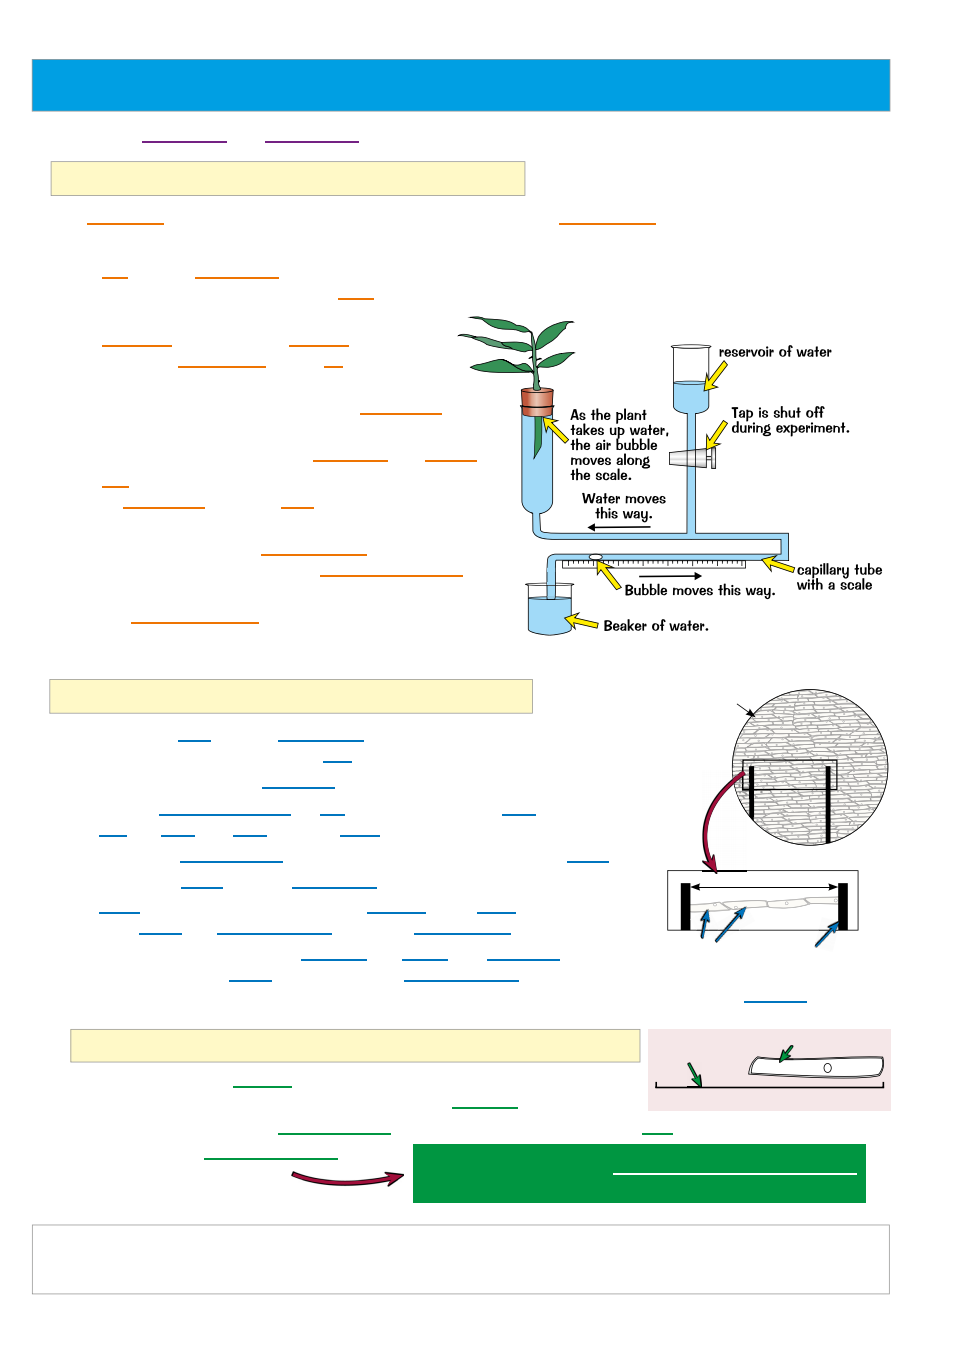 reservoir of water
Tap is shut off
during experiment.
As the plant
takes up water,
the air bubble
moves along
the scale.
Water moves
this way.
capillary tube
with a scale
Bubble moves this way.
Beaker of water.